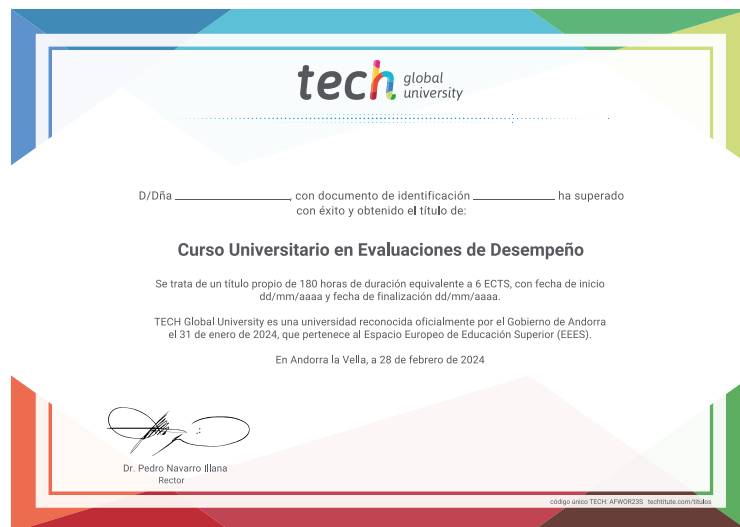 tech global university
D/Dña ____________________, con documento de identificación ______________ ha superado
con éxito y obtenido el título de:
Curso Universitario en Evaluaciones de Desempeño
Se trata de un título propio de 180 horas de duración equivalente a 6 ECTS, con fecha de inicio
dd/mm/aaaa y fecha de finalización dd/mm/aaaa.
TECH Global University es una universidad reconocida oficialmente por el Gobierno de Andorra
el 31 de enero de 2024, que pertenece al Espacio Europeo de Educación Superior (EEES).
En Andorra la Vella, a 28 de febrero de 2024
Dr. Pedro Navarro Illana
Rector
código único TECH: AFWOR23S techtitute.com/titulos